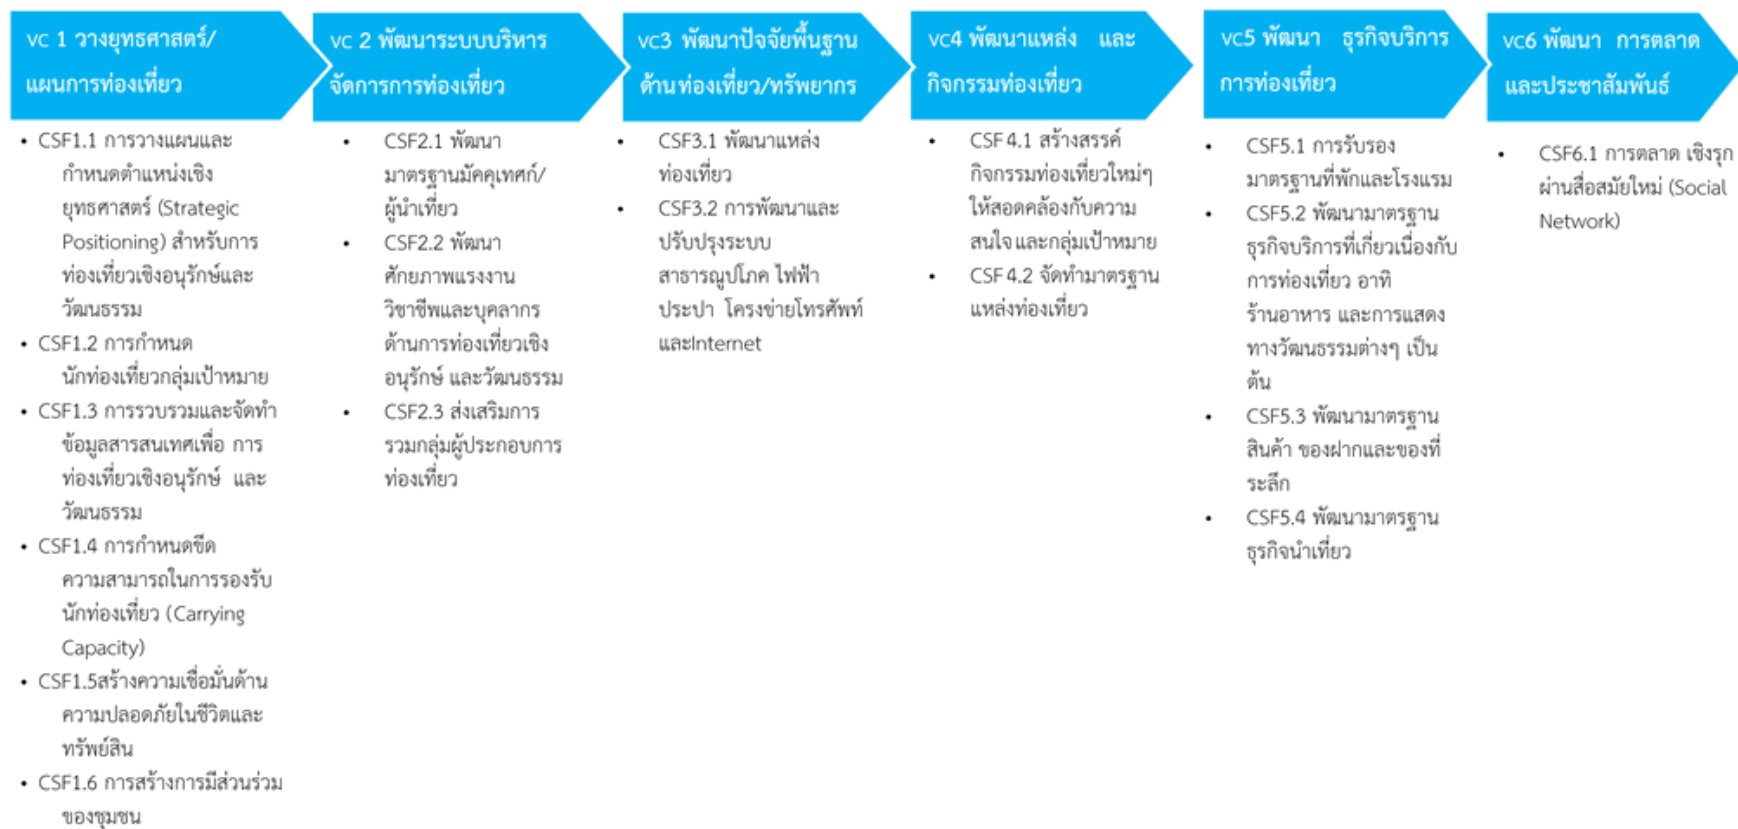 VC 1 วางยุทธศาสตร์/
แผนการท่องเที่ยว
• CSF1.1 การวางแผนและ
กำหนดตำแหน่งเชิง
ยุทธศาสตร์ (Strategic
Positioning) สำหรับการ
ท่องเที่ยวเชิงอนุรักษ์และ
วัฒนธรรม
• CSF1.2 การกำหนด
นักท่องเที่ยวกลุ่มเป้าหมาย
• CSF1.3 การรวบรวมและจัดทำ
ข้อมูลสารสนเทศเพื่อ การ
ท่องเที่ยวเชิงอนุรักษ์ และ
วัฒนธรรม
• CSF1.4 การกำหนดขีด
ความสามารถในการรองรับ
นักท่องเที่ยว (Carrying
Capacity)
• CSF1.5สร้างความเชื่อมั่นด้าน
ความปลอดภัยในชีวิตและ
ทรัพย์สิน
• CSF1.6 การสร้างการมีส่วนร่วม
ของชุมชน
VC 2 พัฒนาระบบบริหาร
จัดการการท่องเที่ยว
• CSF2.1 พัฒนา
มาตรฐานมัคคุเทศก์/
ผู้นำเที่ยว
• CSF2.2 พัฒนา
ศักยภาพแรงงาน
วิชาชีพและบุคลากร
ด้านการท่องเที่ยวเชิง
อนุรักษ์ และวัฒนธรรม
• CSF2.3 ส่งเสริมการ
รวมกลุ่มผู้ประกอบการ
ท่องเที่ยว
VC3 พัฒนาปัจจัยพื้นฐาน
ด้านท่องเที่ยว/ทรัพยากร
• CSF3.1 พัฒนาแหล่ง
ท่องเที่ยว
• CSF3.2 การพัฒนาและ
ปรับปรุงระบบ
สาธารณูปโภค ไฟฟ้า
ประปา โครงข่ายโทรศัพท์
และInternet
VC4 พัฒนาแหล่ง และ
กิจกรรมท่องเที่ยว
• CSF 4.1 สร้างสรรค์
กิจกรรมท่องเที่ยวใหม่ๆ
ให้สอดคล้องกับความ
สนใจ และกลุ่มเป้าหมาย
• CSF 4.2 จัดทำมาตรฐาน
แหล่งท่องเที่ยว
VC5 พัฒนา ธุรกิจบริการ
การท่องเที่ยว
• CSF5.1 การรับรอง
มาตรฐานที่พักและโรงแรม
• CSF5.2 พัฒนามาตรฐาน
ธุรกิจบริการที่เกี่ยวเนื่องกับ
การท่องเที่ยว อาทิ
ร้านอาหาร และการแสดง
ทางวัฒนธรรมต่างๆ เป็น
ต้น
• CSF5.3 พัฒนามาตรฐาน
สินค้า ของฝากและของที่
ระลึก
• CSF5.4 พัฒนามาตรฐาน
ธุรกิจนำเที่ยว
VC6 พัฒนา การตลาด
และประชาสัมพันธ์
• CSF6.1 การตลาด เชิงรุก
ผ่านสื่อสมัยใหม่ (Social
Network)